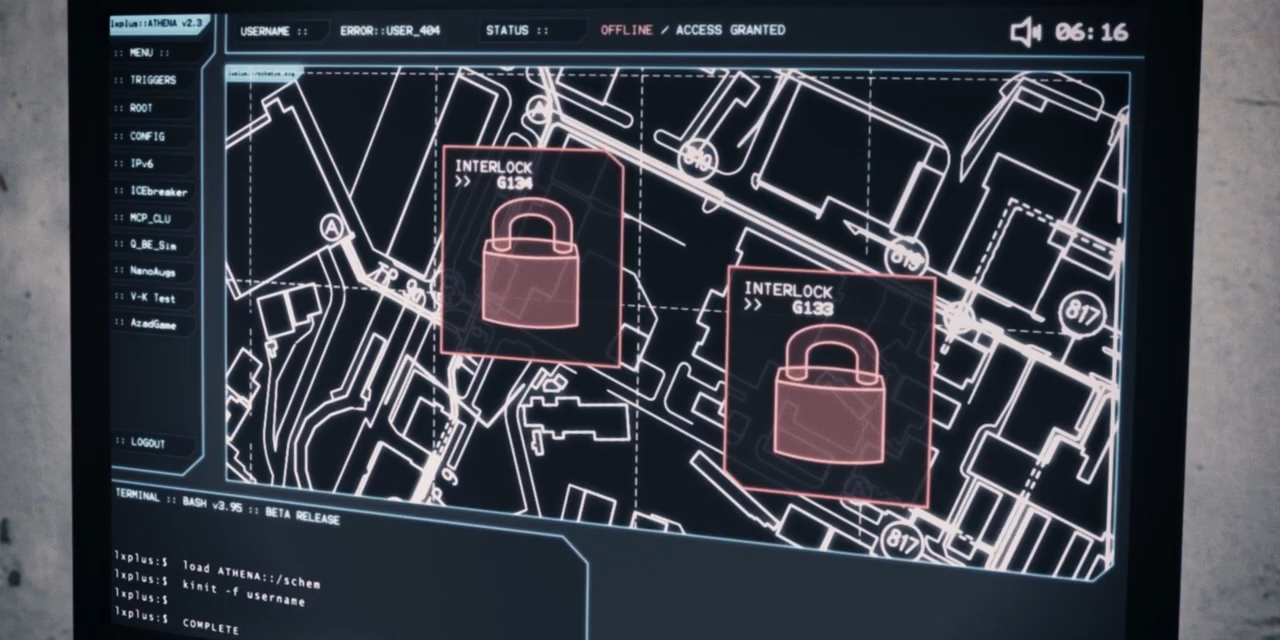 lxplus::ATHENA v2.3
USERNAME :: ERROR::USER_404 STATUS :: OFFLINE / ACCESS GRANTED
06:16
:: MENU ::
:: TRIGGERS
:: ROOT
:: CONFIG
:: IPv6
:: ICEbreaker
:: MCP_CLU
:: Q_BE_Sim
:: NanoAugs
:: V-K Test
:: AzadGame
:: LOGOUT
A
A
INTERLOCK
>> G134
INTERLOCK
>> G133
819
817
817
TERMINAL :: BASH v3.95 :: BETA RELEASE
lxplus:$ load ATHENA::/schem
lxplus:$ kinit -f username
lxplus:$
lxplus:$ COMPLETE